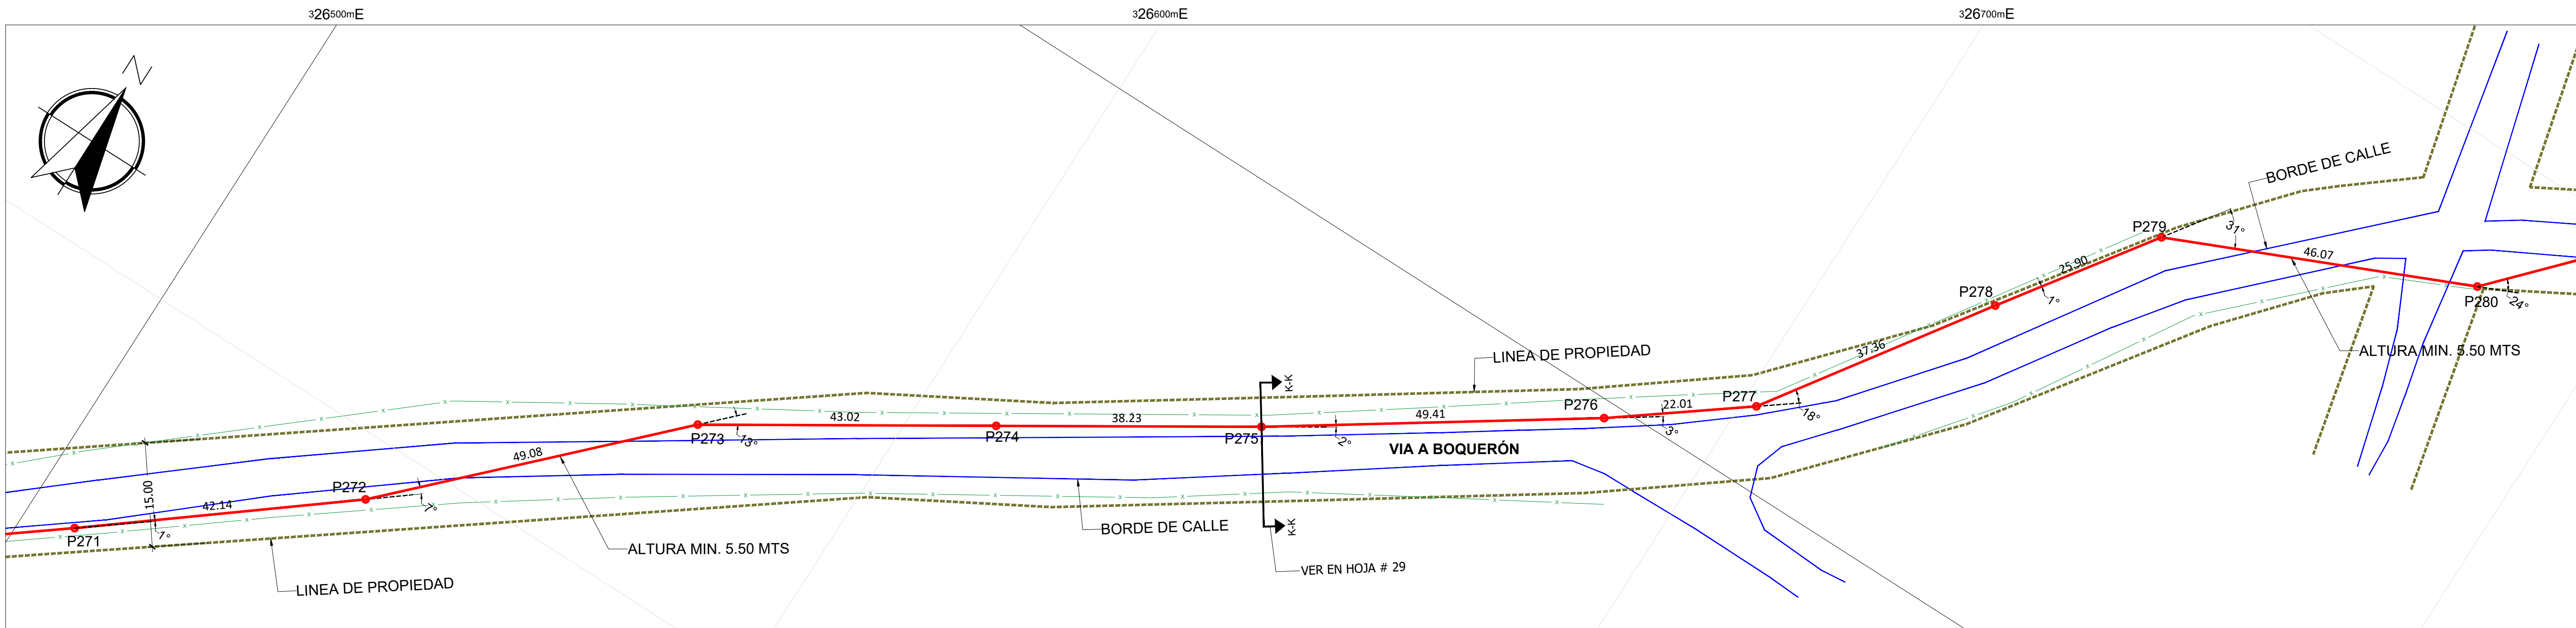 326500mE
326600mE
326700mE
N
BORDE DE CALLE
P279
31°
46.07
25.90
P278
1°
P280
24°
ALTURA MIN. 5.50 MTS
37.36
LINEA DE PROPIEDAD
K-K
P277
22.01
18°
P276
3°
49.41
2°
P275
38.23
P274
43.02
P273
13°
VIA A BOQUERÓN
49.08
P272
7°
15.00
42.14
P271
1°
BORDE DE CALLE
K-K
ALTURA MIN. 5.50 MTS
VER EN HOJA # 29
LINEA DE PROPIEDAD